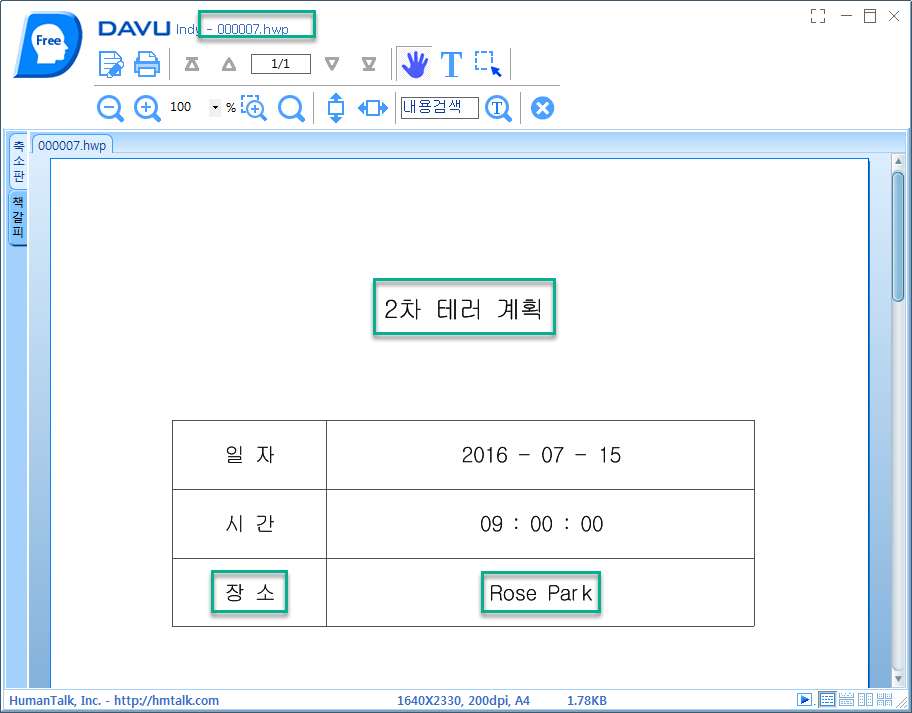 Free
DAVU Indy - 000007.hwp
1/1
T
100 % 내용검색 T
축소판
000007.hwp
책갈피
2차 테러 계획
일 자 2016 - 07 - 15
시 간 09 : 00 : 00
장 소 Rose Park
HumanTalk, Inc. - http://hmtalk.com 1640X2330, 200dpi, A4 1.78KB